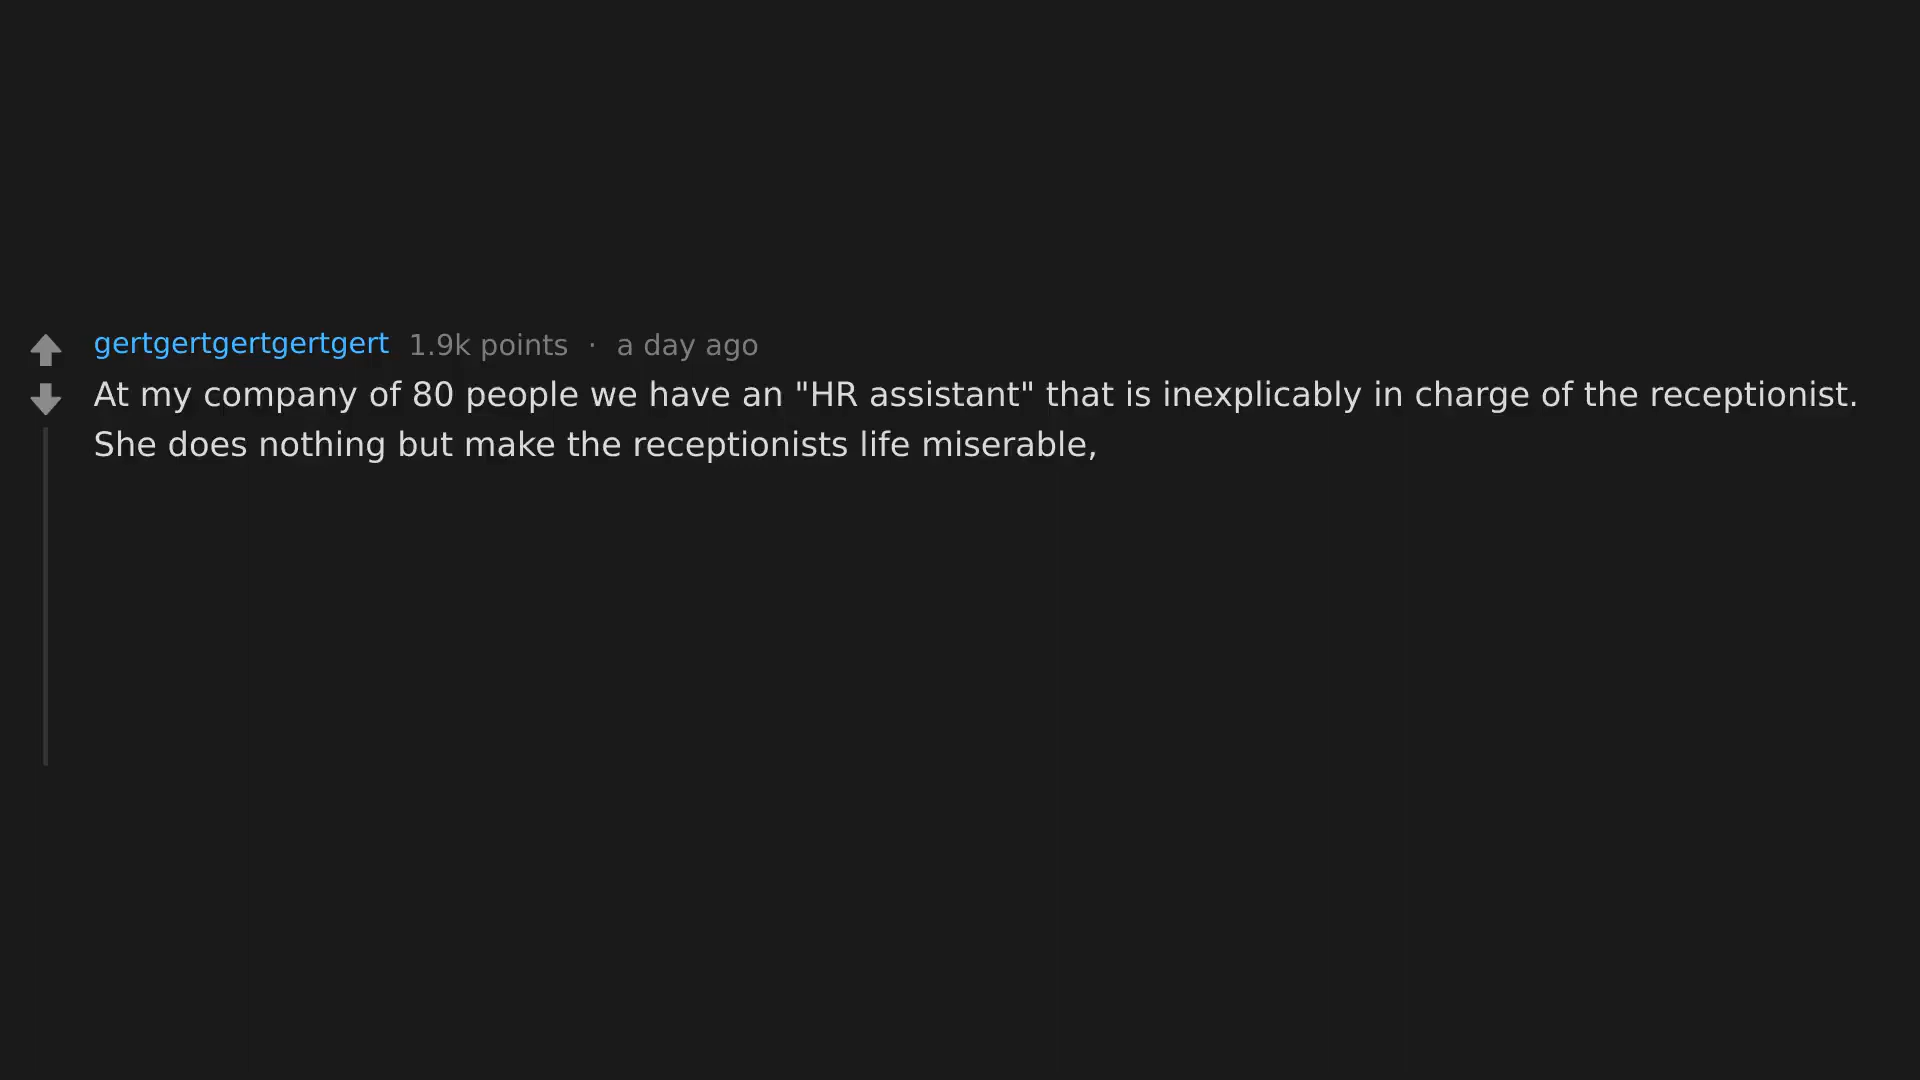 gertgertgertgertgert 1.9k points · a day ago
At my company of 80 people we have an "HR assistant" that is inexplicably in charge of the receptionist.
She does nothing but make the receptionists life miserable,